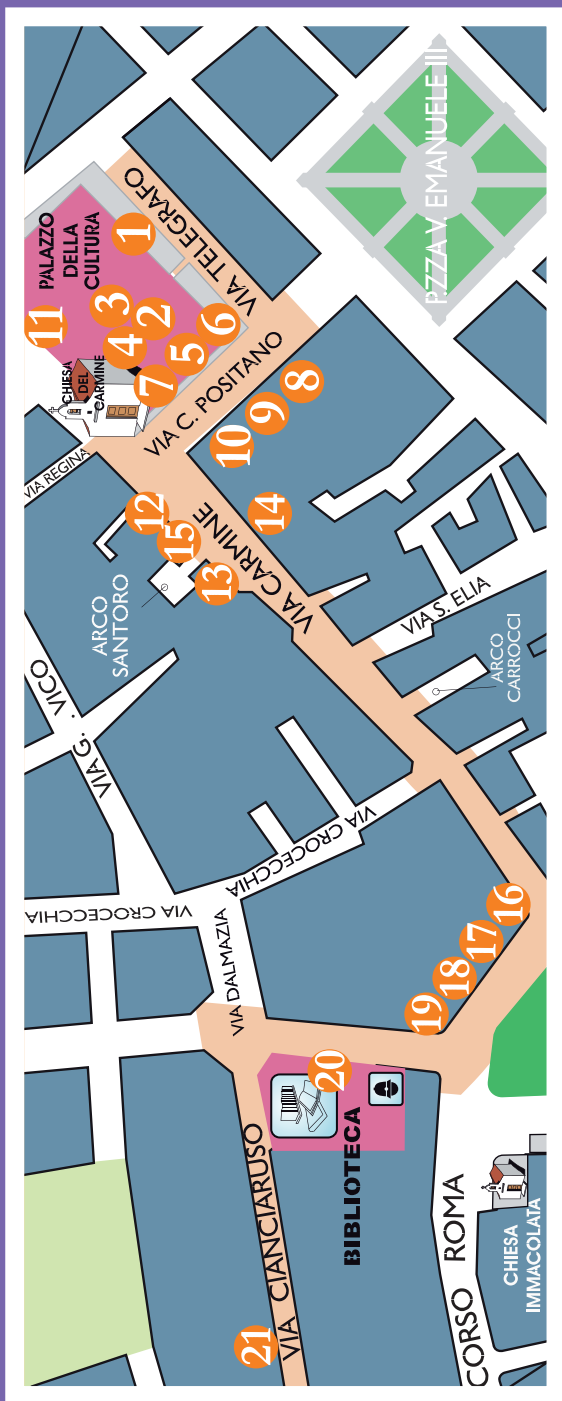 PZZA V. EMANUELE III
PALAZZO
DELLA
CULTURA
1
VIA TELEGRAFO
11
3
2
4
6
5
7
CHIESA
DEL
CARMINE
VIA C. POSITANO
8
9
10
VIA REGINA
12
15
13
14
VIA CARMINE
ARCO
SANTORO
VIA S. ELIA
ARCO
CARROCCI
VIA G. VICO
VIA CROCECCHIA
VIA CROCECCHIA
VIA DALMAZIA
16
17
18
19
20
BIBLIOTECA
VIA CIANCIARUSO
21
CORSO ROMA
CHIESA
IMMACOLATA